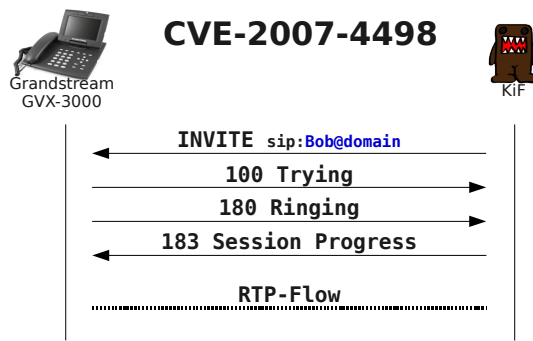 CVE-2007-4498
Grandstream
GVX-3000
KiF
INVITE sip:Bob@domain
100 Trying
180 Ringing
183 Session Progress
RTP-Flow